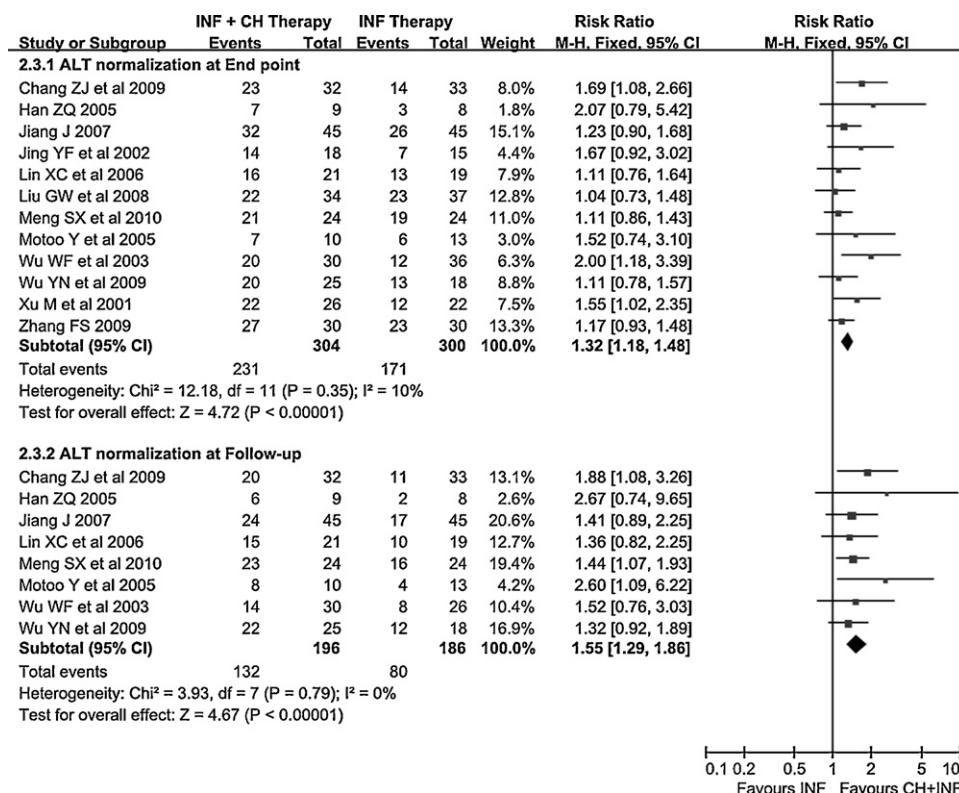 INF + CH Therapy INF Therapy Risk Ratio Risk Ratio
Study or Subgroup Events Total Events Total Weight M-H, Fixed, 95% CI M-H, Fixed, 95% CI
2.3.1 ALT normalization at End point
Chang ZJ et al 2009 23 32 14 33 8.0% 1.69 [1.08, 2.66]
Han ZQ 2005 7 9 3 8 1.8% 2.07 [0.79, 5.42]
Jiang J 2007 32 45 26 45 15.1% 1.23 [0.90, 1.68]
Jing YF et al 2002 14 18 7 15 4.4% 1.67 [0.92, 3.02]
Lin XC et al 2006 16 21 13 19 7.9% 1.11 [0.76, 1.64]
Liu GW et al 2008 22 34 23 37 12.8% 1.04 [0.73, 1.48]
Meng SX et al 2010 21 24 19 24 11.0% 1.11 [0.86, 1.43]
Motoo Y et al 2005 7 10 6 13 3.0% 1.52 [0.74, 3.10]
Wu WF et al 2003 20 30 12 36 6.3% 2.00 [1.18, 3.39]
Wu YN et al 2009 20 25 13 18 8.8% 1.11 [0.78, 1.57]
Xu M et al 2001 22 26 12 22 7.5% 1.55 [1.02, 2.35]
Zhang FS 2009 27 30 23 30 13.3% 1.17 [0.93, 1.48]
Subtotal (95% CI) 304 300 100.0% 1.32 [1.18, 1.48]
Total events 231 171
Heterogeneity: Chi² = 12.18, df = 11 (P = 0.35); I² = 10%
Test for overall effect: Z = 4.72 (P < 0.00001)
2.3.2 ALT normalization at Follow-up
Chang ZJ et al 2009 20 32 11 33 13.1% 1.88 [1.08, 3.26]
Han ZQ 2005 6 9 2 8 2.6% 2.67 [0.74, 9.65]
Jiang J 2007 24 45 17 45 20.6% 1.41 [0.89, 2.25]
Lin XC et al 2006 15 21 10 19 12.7% 1.36 [0.82, 2.25]
Meng SX et al 2010 23 24 16 24 19.4% 1.44 [1.07, 1.93]
Motoo Y et al 2005 8 10 4 13 4.2% 2.60 [1.09, 6.22]
Wu WF et al 2003 14 30 8 26 10.4% 1.52 [0.76, 3.03]
Wu YN et al 2009 22 25 12 18 16.9% 1.32 [0.92, 1.89]
Subtotal (95% CI) 196 186 100.0% 1.55 [1.29, 1.86]
Total events 132 80
Heterogeneity: Chi² = 3.93, df = 7 (P = 0.79); I² = 0%
Test for overall effect: Z = 4.67 (P < 0.00001)
0.1 0.2 0.5 1 2 5 10
Favours INF Favours CH+INF